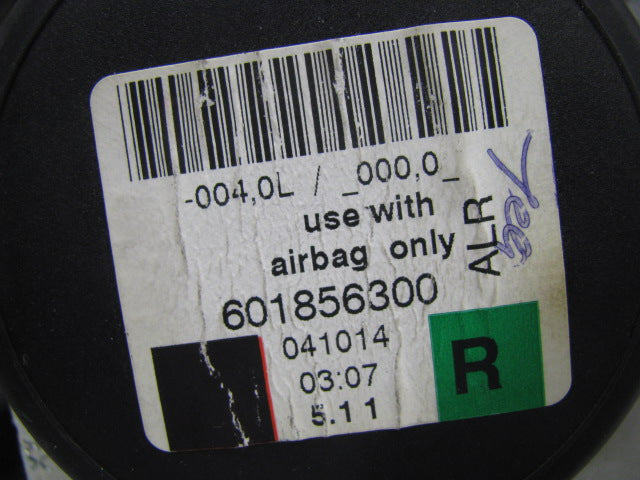 -004,0L / _000,0_
use with
airbag only
ALR
601856300
041014
03:07
5.11
R